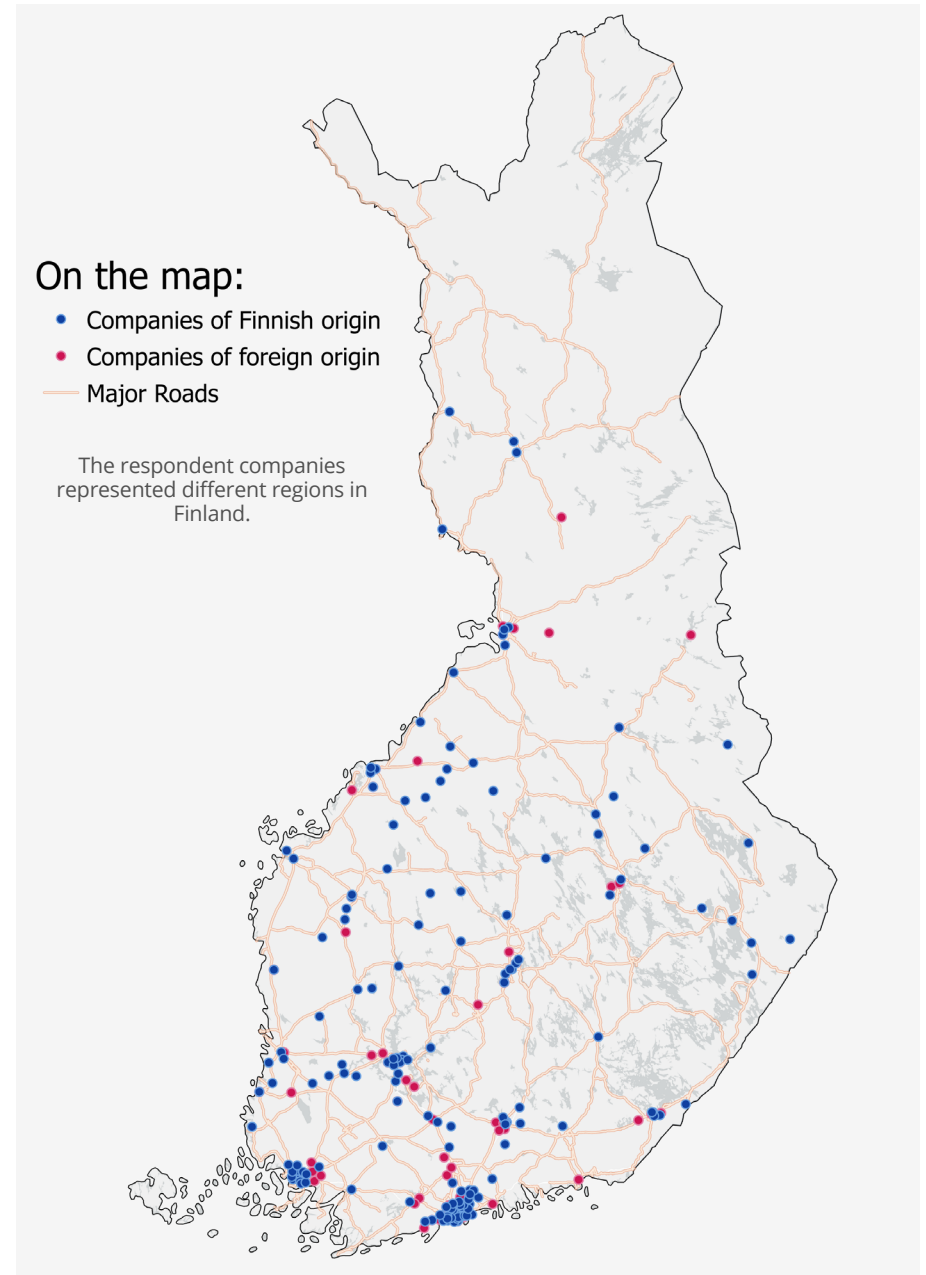 On the map:
Companies of Finnish origin
Companies of foreign origin
Major Roads
The respondent companies
represented different regions in
Finland.